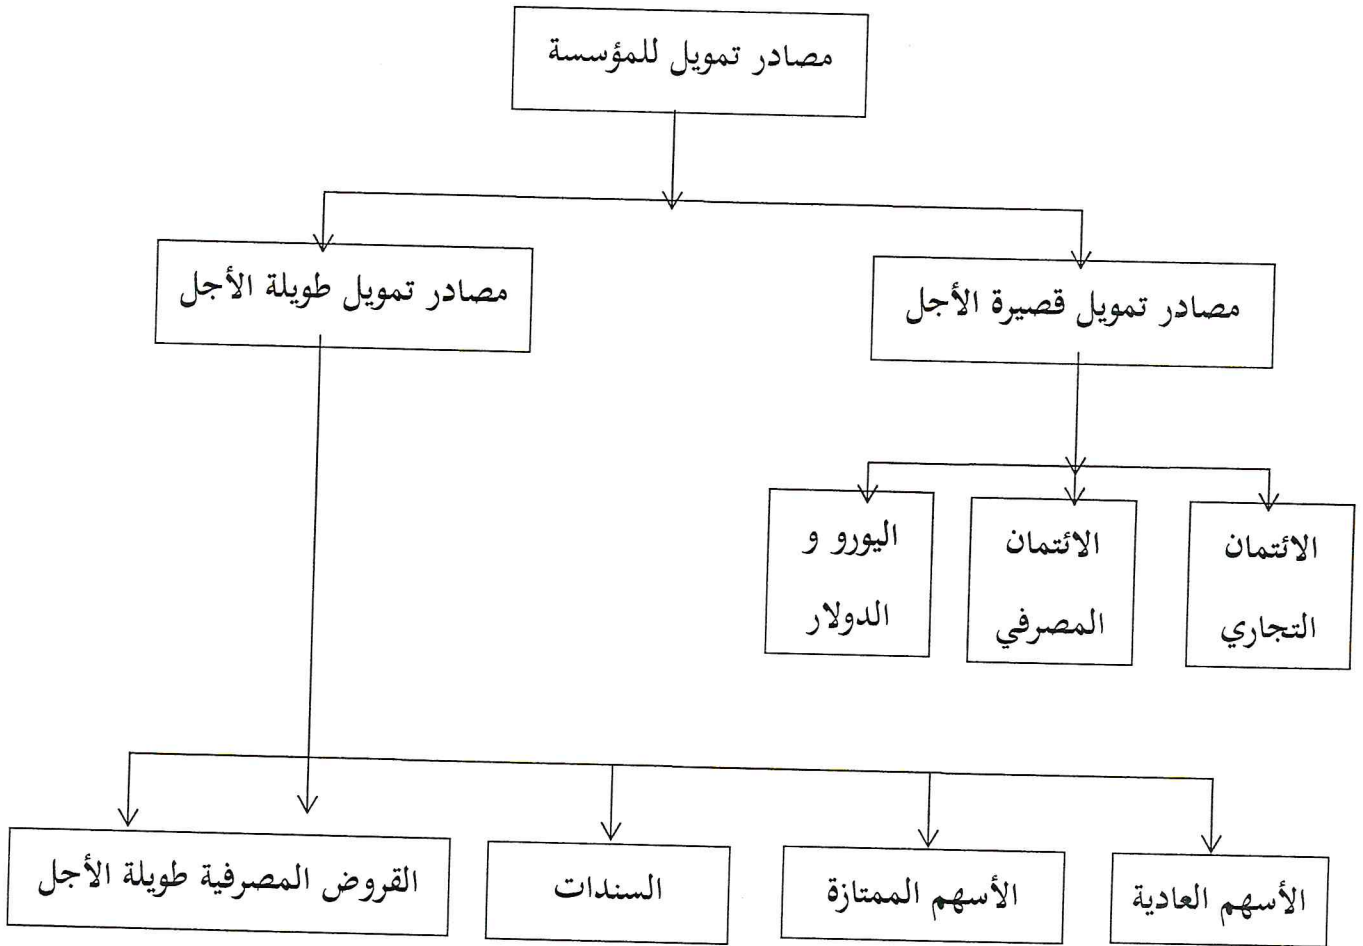 مصادر تمويل للمؤسسة
مصادر تمويل قصيرة الأجل
مصادر تمويل طويلة الأجل
الائتمان
التجاري
الائتمان
المصرفي
اليورو و
الدولار
الأسهم العادية
الأسهم الممتازة
السندات
القروض المصرفية طويلة الأجل